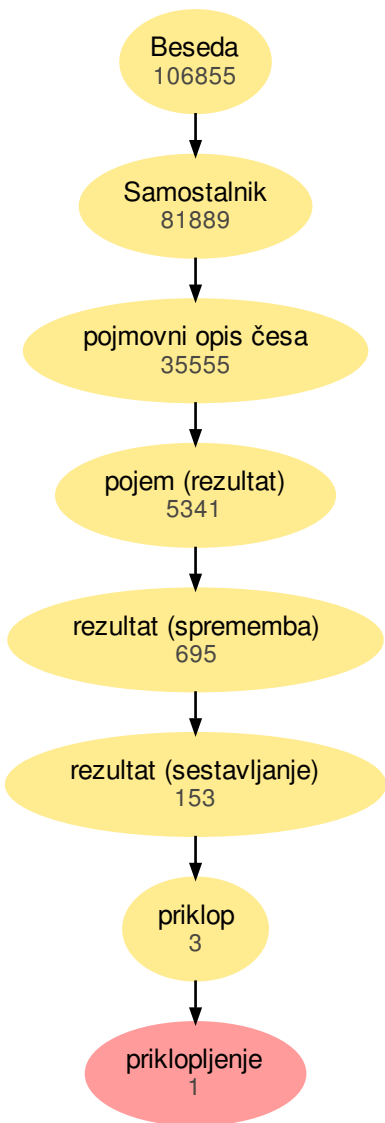 Beseda
106855
Samostalnik
81889
pojmovni opis česa
35555
pojem (rezultat)
5341
rezultat (sprememba)
695
rezultat (sestavljanje)
153
priklop
3
priklopljenje
1